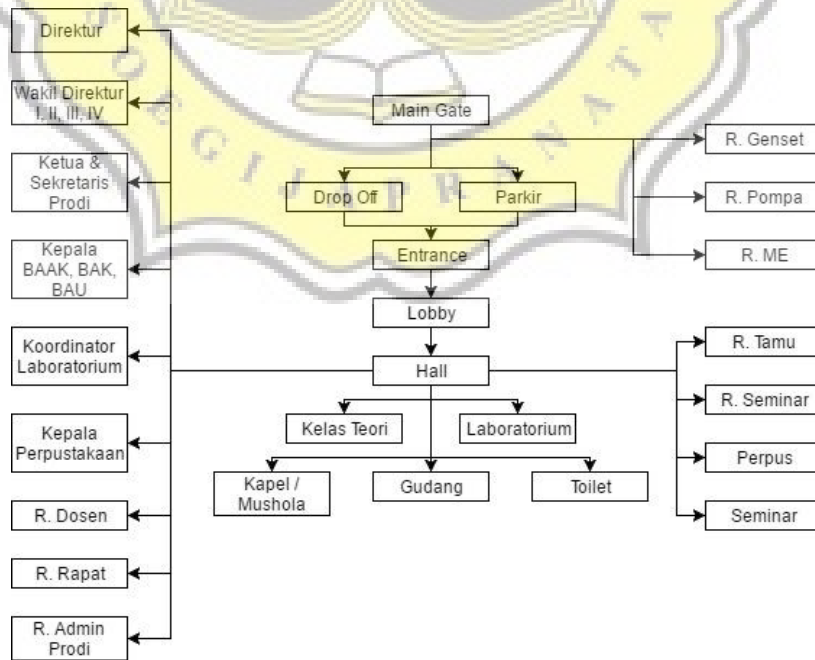 Direktur
Wakil Direktur
I, II, III, IV
Ketua &
Sekretaris
Prodi
Kepala
BAAK, BAK,
BAU
Koordinator
Laboratorium
Kepala
Perpustakaan
R. Dosen
R. Rapat
R. Admin
Prodi
Main Gate
Drop Off
Parkir
Entrance
Lobby
Hall
Kelas Teori
Laboratorium
Kapel /
Mushola
Gudang
Toilet
R. Genset
R. Pompa
R. ME
R. Tamu
R. Seminar
Perpus
Seminar
SOEGIJAPRANATA